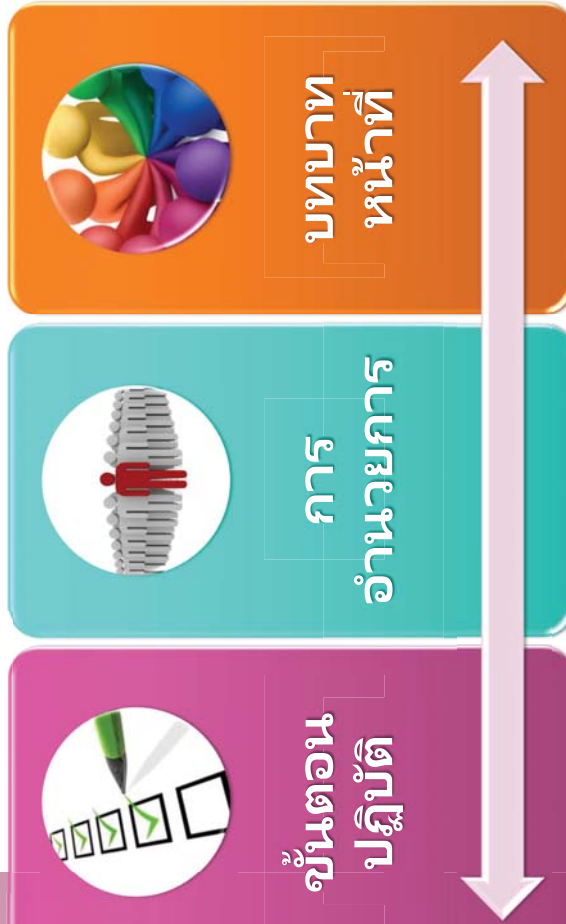 ขั้นตอน
ปฏิบัติ
การ
อำนวยการ
บทบาท
หน้าที่